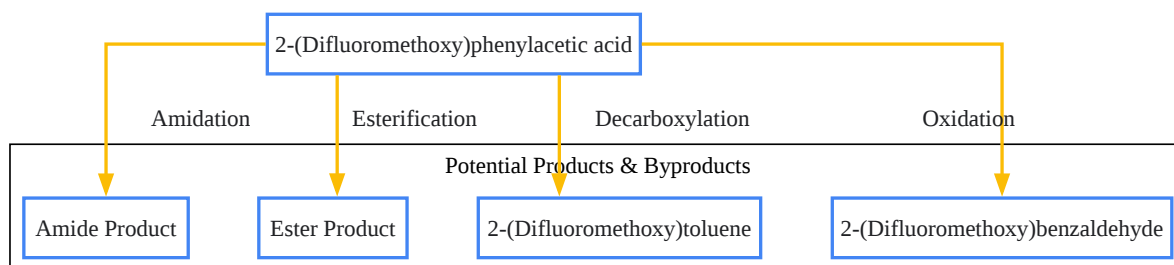 2-(Difluoromethoxy)phenylacetic acid
Amidation
Esterification
Decarboxylation
Oxidation
Potential Products & Byproducts
Amide Product
Ester Product
2-(Difluoromethoxy)toluene
2-(Difluoromethoxy)benzaldehyde